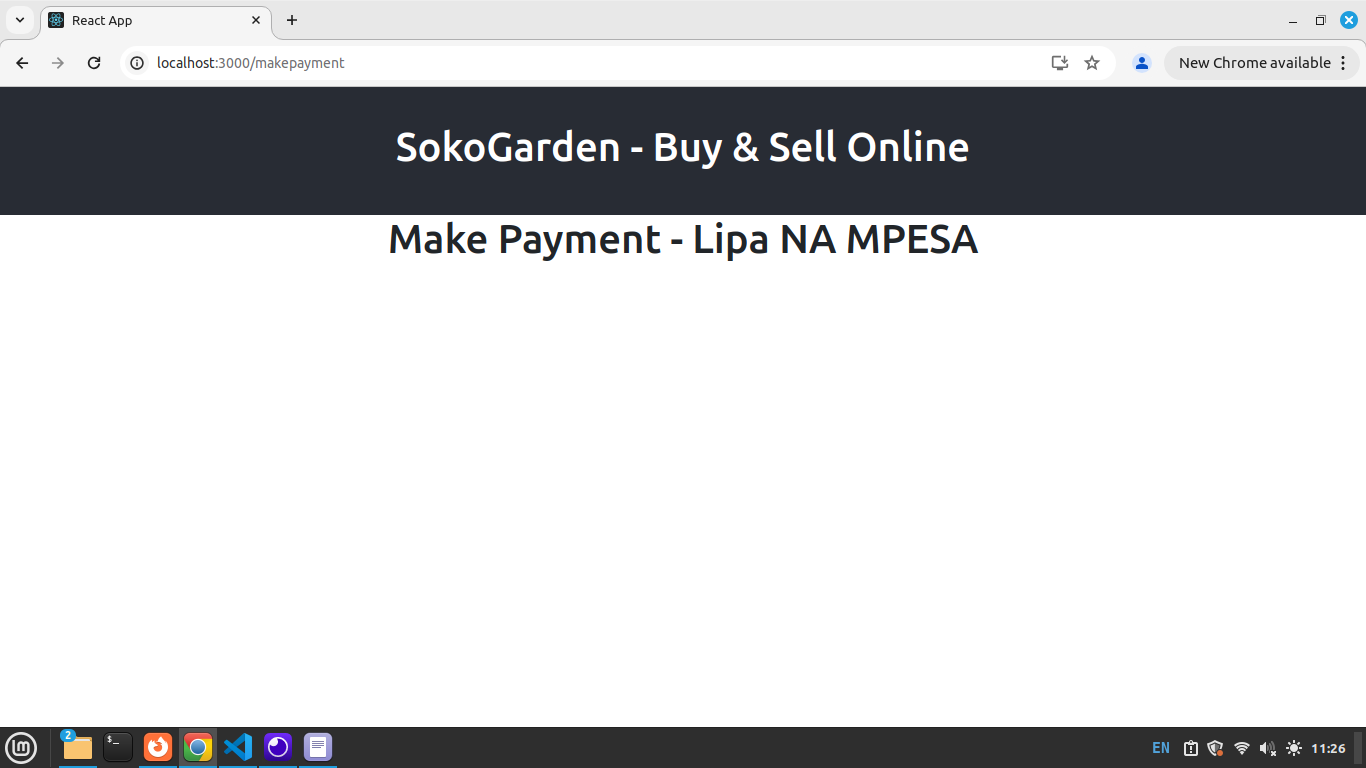 React App
localhost:3000/makepayment
New Chrome available
SokoGarden - Buy & Sell Online
Make Payment - Lipa NA MPESA
2
$_
lm
EN
11:26